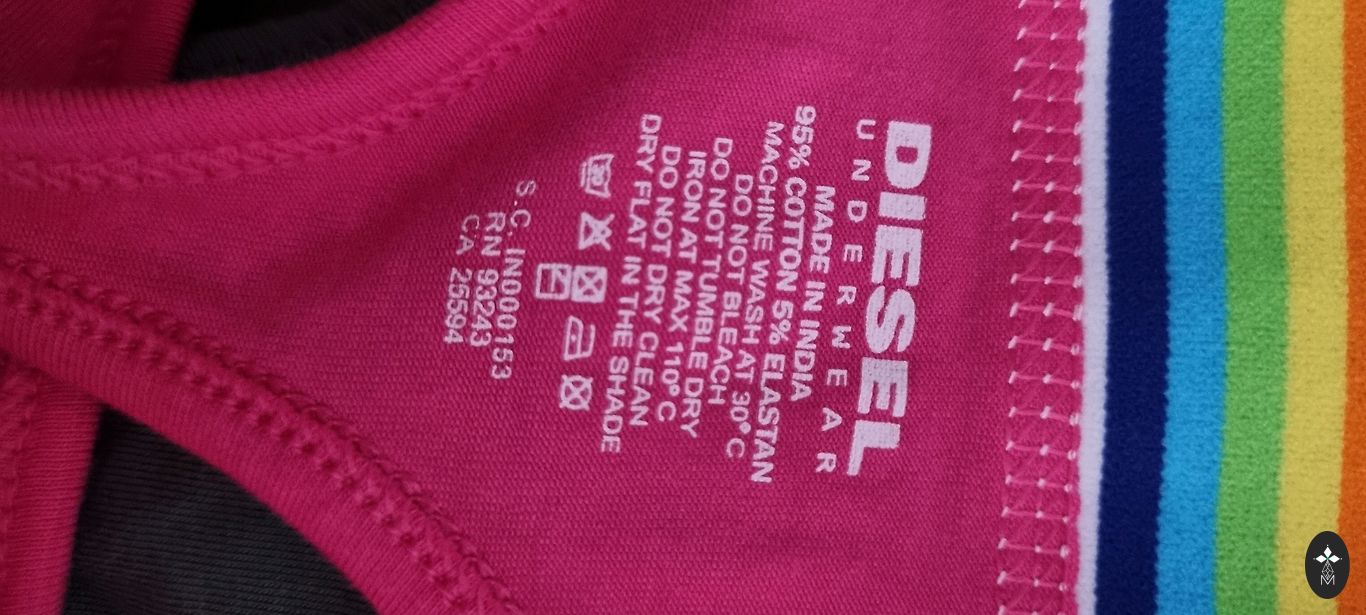 DIESEL
UNDERWEAR
MADE IN INDIA
95% COTTON 5% ELASTAN
MACHINE WASH AT 30°C
DO NOT BLEACH
DO NOT TUMBLE DRY
IRON AT MAX 110°C
DO NOT DRY CLEAN
DRY FLAT IN THE SHADE
S.C. IN000153
RN 93243
CA 25594
M